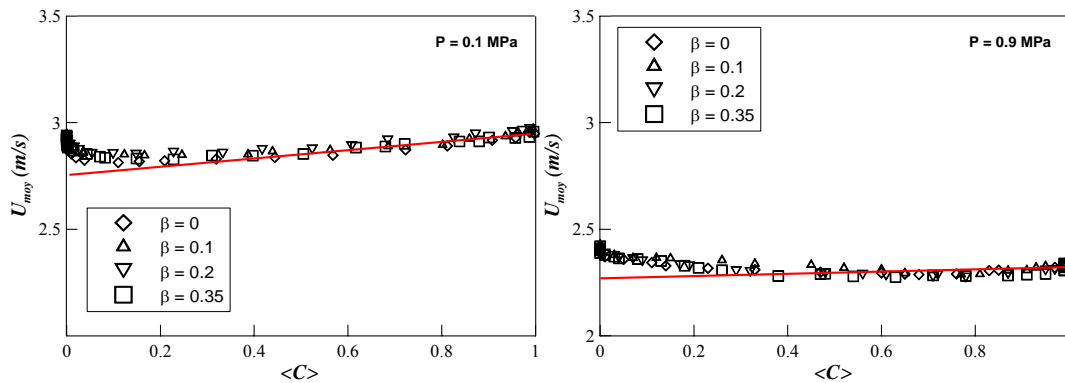 3.5
3
2.5
2
U_moy (m/s)
P = 0.1 MPa
β = 0
β = 0.1
β = 0.2
β = 0.35
0 0.2 0.4 0.6 0.8 1
<C>
3.5
3
2.5
2
U_moy (m/s)
P = 0.9 MPa
β = 0
β = 0.1
β = 0.2
β = 0.35
0 0.2 0.4 0.6 0.8
<C>